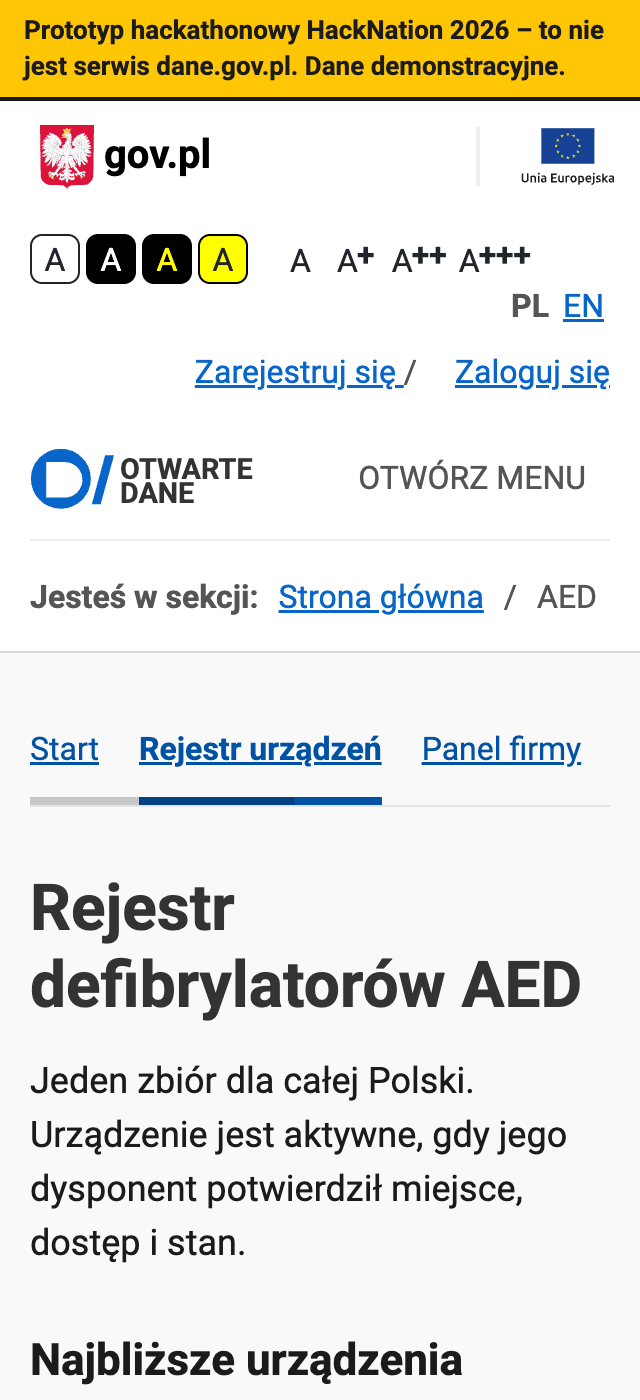 Prototyp hackathonowy HackNation 2026 – to nie
jest serwis dane.gov.pl. Dane demonstracyjne.
gov.pl
Unia Europejska
A A A A A A+ A++ A+++
PL EN
Zarejestruj się / Zaloguj się
OTWARTE
DANE
OTWÓRZ MENU
Jesteś w sekcji: Strona główna / AED
Start Rejestr urządzeń Panel firmy
Rejestr
defibrylatorów AED
Jeden zbiór dla całej Polski.
Urządzenie jest aktywne, gdy jego
dysponent potwierdził miejsce,
dostęp i stan.
Najbliższe urządzenia